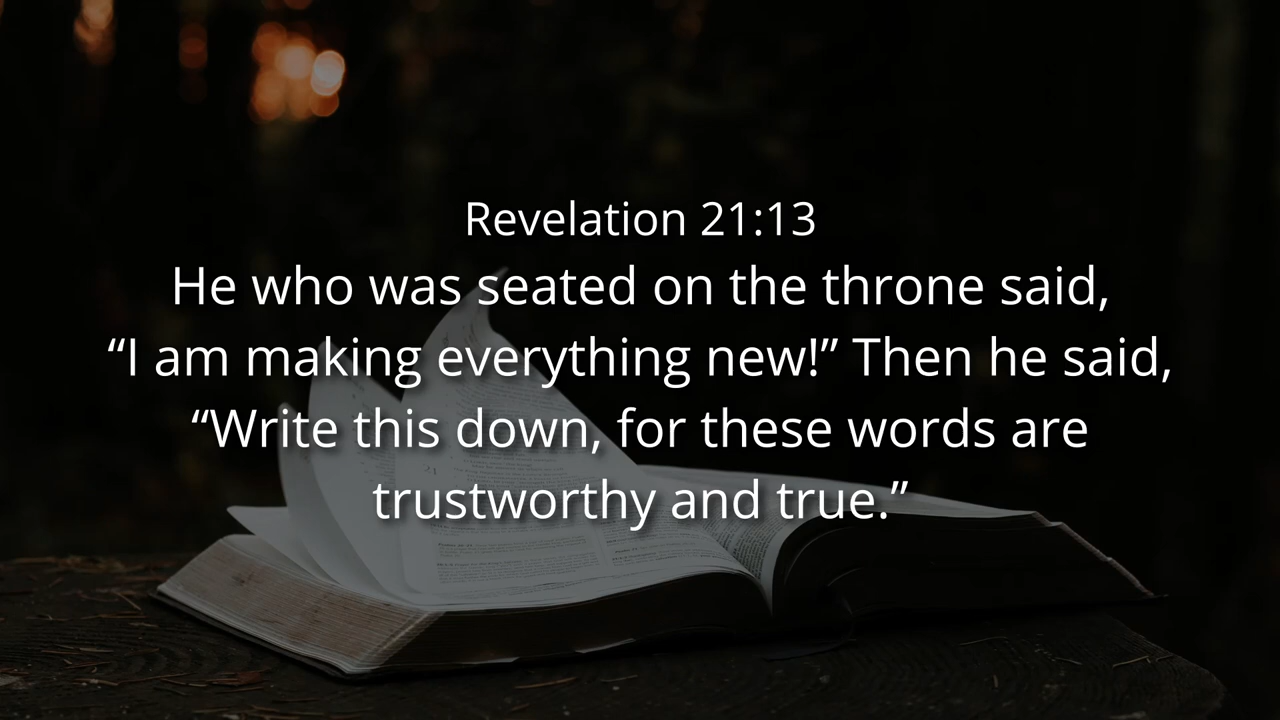 Revelation 21:13
He who was seated on the throne said,
“I am making everything new!” Then he said,
“Write this down, for these words are
trustworthy and true.”